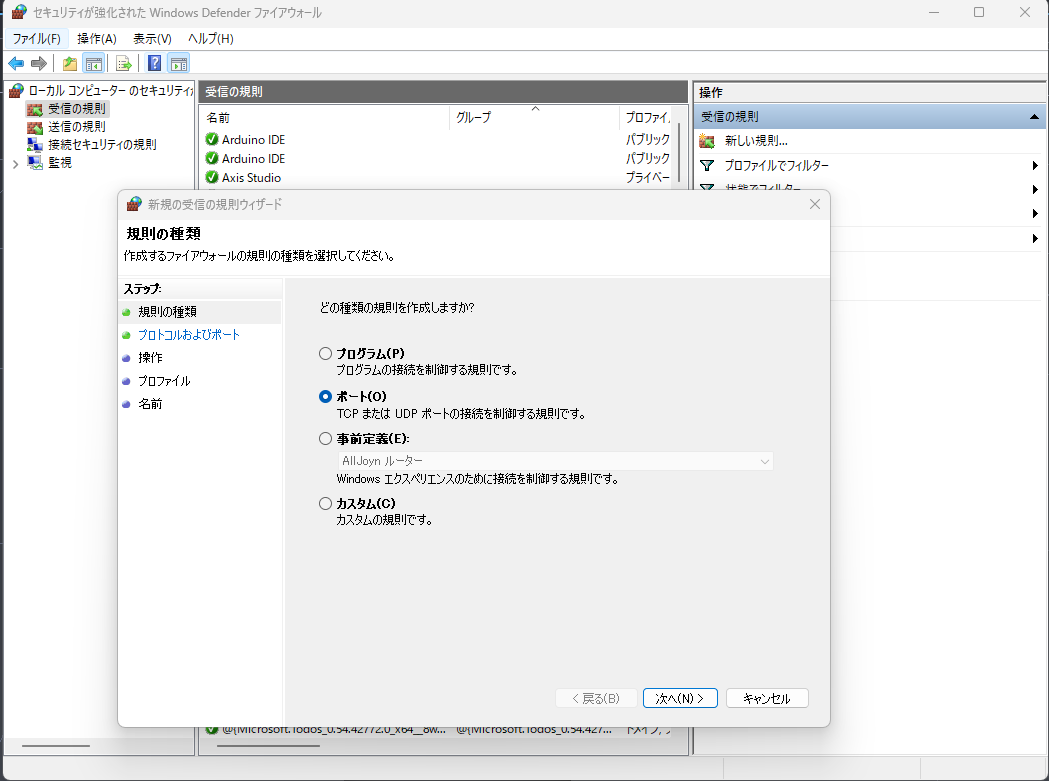 セキュリティが強化された Windows Defender ファイアウォール
ファイル(F) 操作(A) 表示(V) ヘルプ(H)
ローカル コンピューター のセキュリティ
受信の規則
送信の規則
接続セキュリティの規則
監視
受信の規則
名前 グループ プロファイ
Arduino IDE パブリック
Arduino IDE パブリック
Axis Studio プライベー
操作
受信の規則
新しい規則...
プロファイルでフィルター
状態でフィルター
新規の受信の規則ウィザード
規則の種類
作成するファイアウォールの規則の種類を選択してください。
ステップ:
規則の種類
プロトコルおよびポート
操作
プロファイル
名前
どの種類の規則を作成しますか?
プログラム(P)
プログラムの接続を制御する規則です。
ポート(O)
TCP または UDP ポートの接続を制御する規則です。
事前定義(E):
AllJoyn ルーター
Windows エクスペリエンスのために接続を制御する規則です。
カスタム(C)
カスタムの規則です。
< 戻る(B) 次へ(N) > キャンセル
@{Microsoft.Todos_0.54.42772.0_x64__8w... @{Microsoft.Todos_0.54.427... ドメイン,